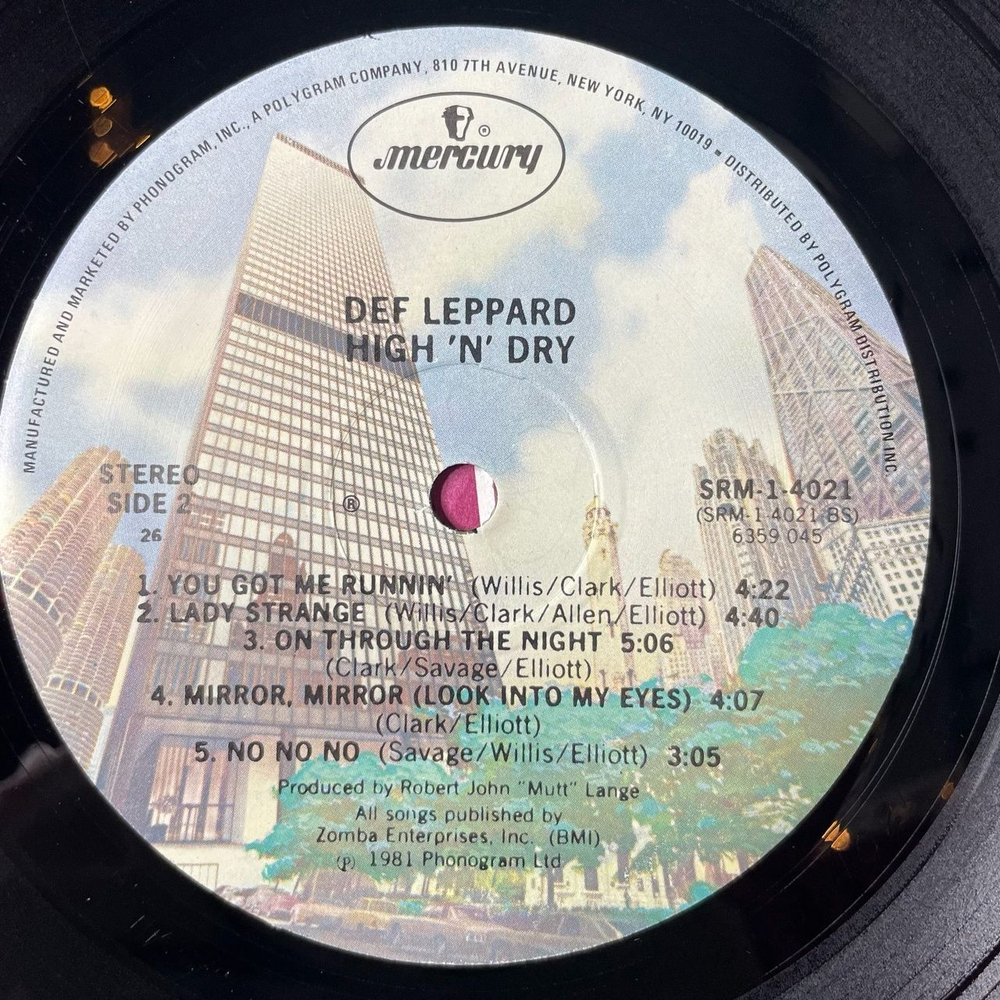 MANUFACTURED AND MARKETED BY PHONOGRAM, INC., A POLYGRAM COMPANY, 810 7TH AVENUE, NEW YORK, NY 10019 ▪ DISTRIBUTED BY POLYGRAM DISTRIBUTION INC.
mercury ®
DEF LEPPARD
HIGH 'N' DRY
STEREO
SIDE 2
26
®
SRM-1-4021
(SRM-1-4021 BS)
6359 045
1. YOU GOT ME RUNNIN' (Willis/Clark/Elliott) 4:22
2. LADY STRANGE (Willis/Clark/Allen/Elliott) 4:40
3. ON THROUGH THE NIGHT 5:06
(Clark/Savage/Elliott)
4. MIRROR, MIRROR (LOOK INTO MY EYES) 4:07
(Clark/Elliott)
5. NO NO NO (Savage/Willis/Elliott) 3:05
Produced by Robert John "Mutt" Lange
All songs published by
Zomba Enterprises, Inc. (BMI)
℗ 1981 Phonogram Ltd